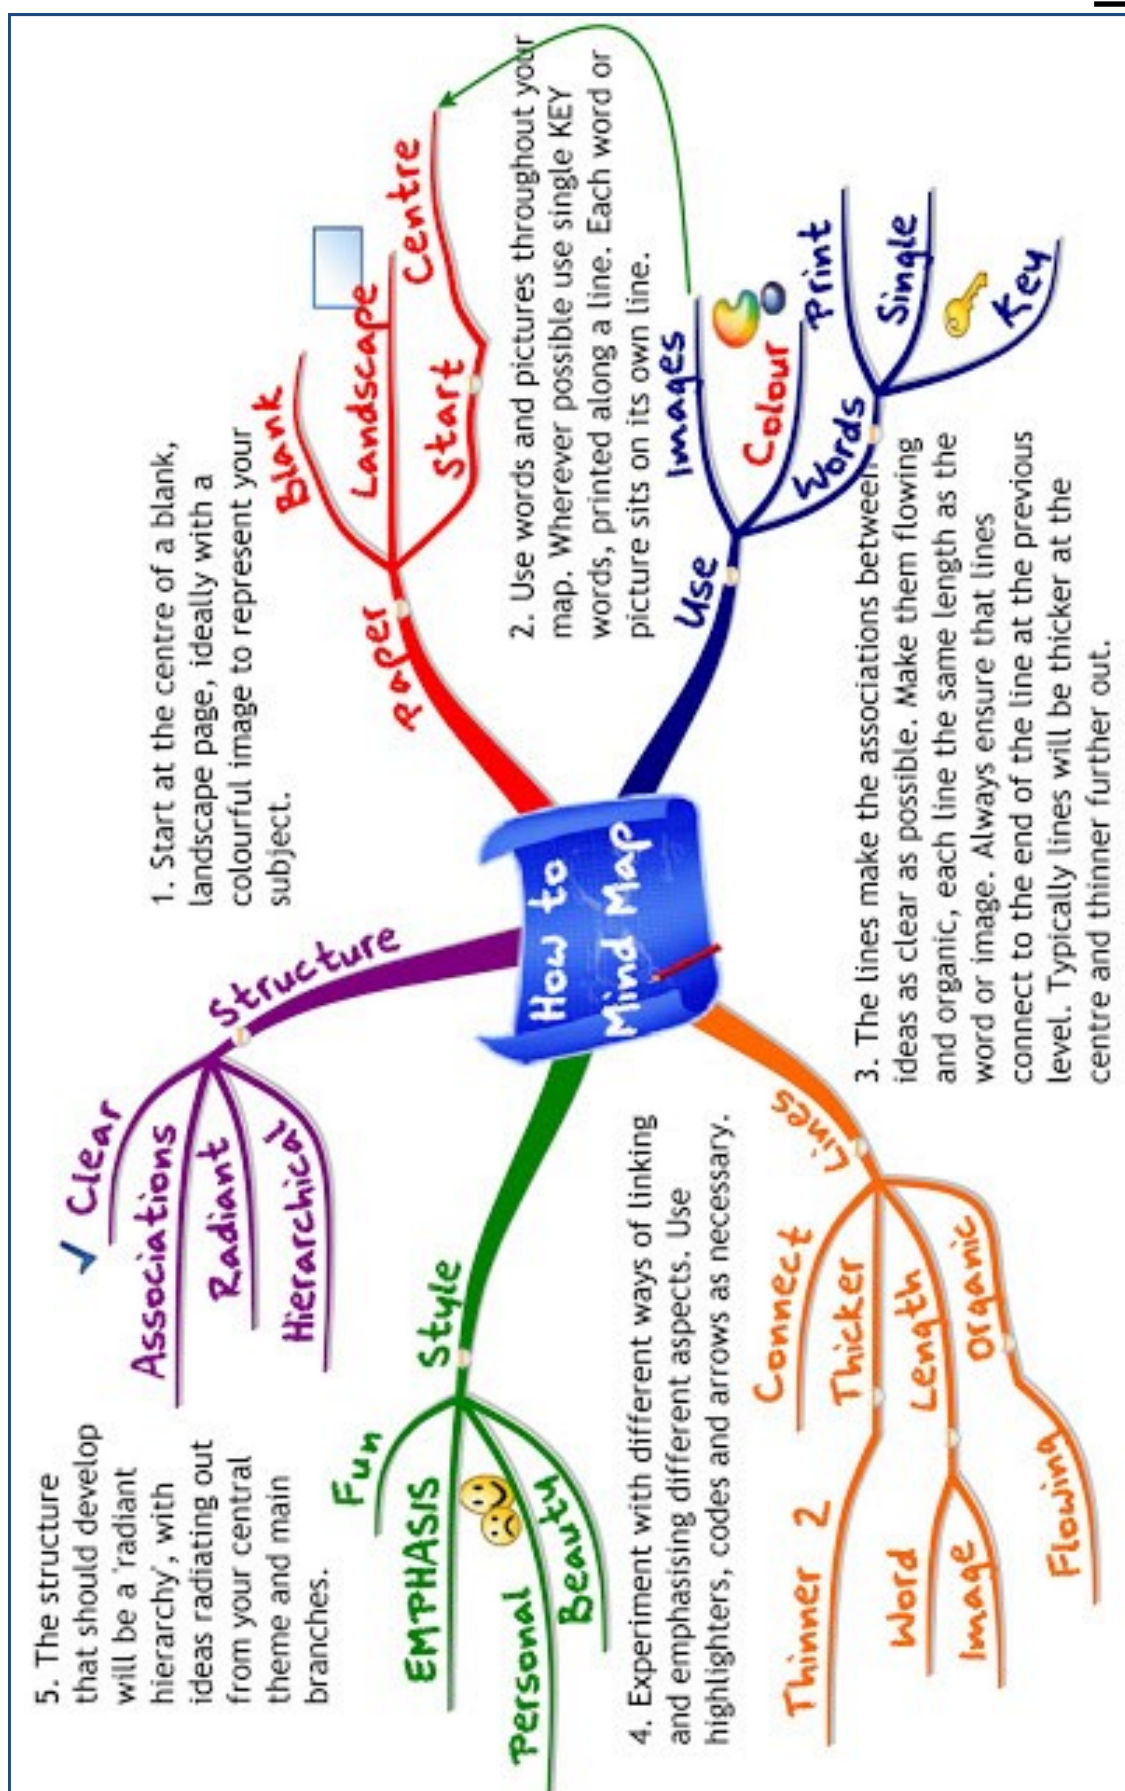 How to
Mind Map
1. Start at the centre of a blank,
landscape page, ideally with a
colourful image to represent your
subject.
Paper
Blank
Landscape
Start
Centre
2. Use words and pictures throughout your
map. Wherever possible use single KEY
words, printed along a line. Each word or
picture sits on its own line.
Use
Images
Colour
Words
Print
Single
Key
3. The lines make the associations between
ideas as clear as possible. Make them flowing
and organic, each line the same length as the
word or image. Always ensure that lines
connect to the end of the line at the previous
level. Typically lines will be thicker at the
centre and thinner further out.
Lines
Connect
Thicker
Thinner 2
Length
Word
Image
Organic
Flowing
4. Experiment with different ways of linking
and emphasising different aspects. Use
highlighters, codes and arrows as necessary.
Style
Fun
EMPHASIS
Personal
Beauty
5. The structure
that should develop
will be a 'radiant
hierarchy', with
ideas radiating out
from your central
theme and main
branches.
Structure
Clear
Associations
Radiant
Hierarchical